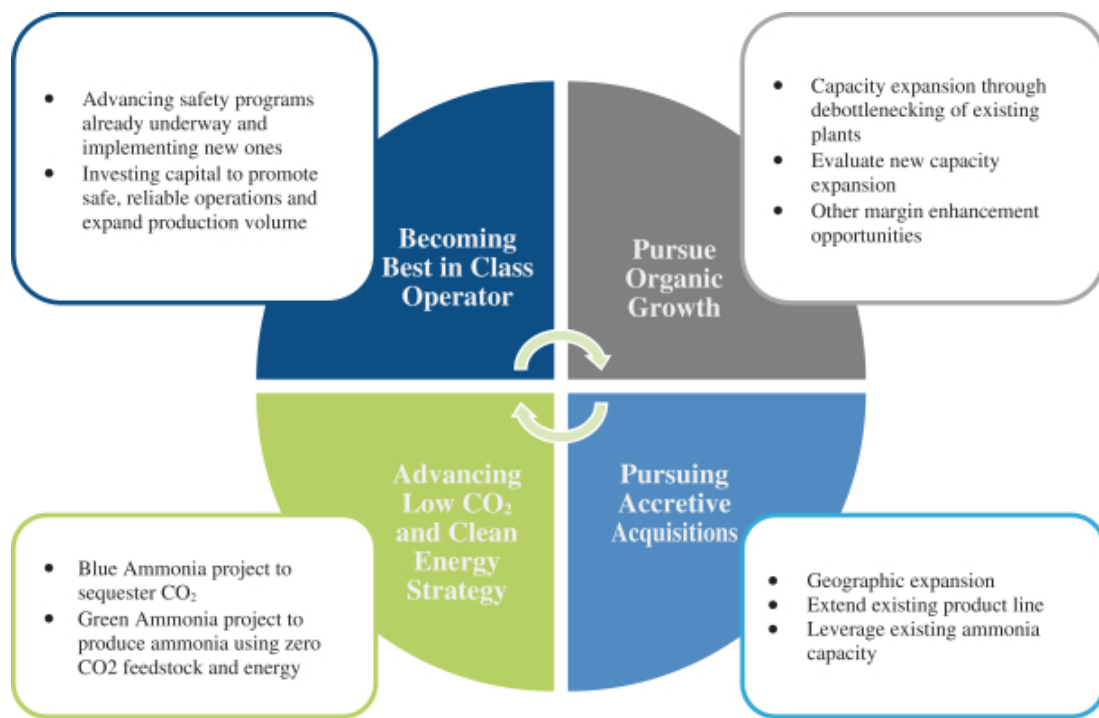 • Advancing safety programs
already underway and
implementing new ones
• Investing capital to promote
safe, reliable operations and
expand production volume
Becoming
Best in Class
Operator
• Capacity expansion through
debottlenecking of existing
plants
• Evaluate new capacity
expansion
• Other margin enhancement
opportunities
Pursue
Organic
Growth
Advancing
Low CO₂
and Clean
Energy
Strategy
• Blue Ammonia project to
sequester CO₂
• Green Ammonia project to
produce ammonia using zero
CO2 feedstock and energy
Pursuing
Accretive
Acquisitions
• Geographic expansion
• Extend existing product line
• Leverage existing ammonia
capacity